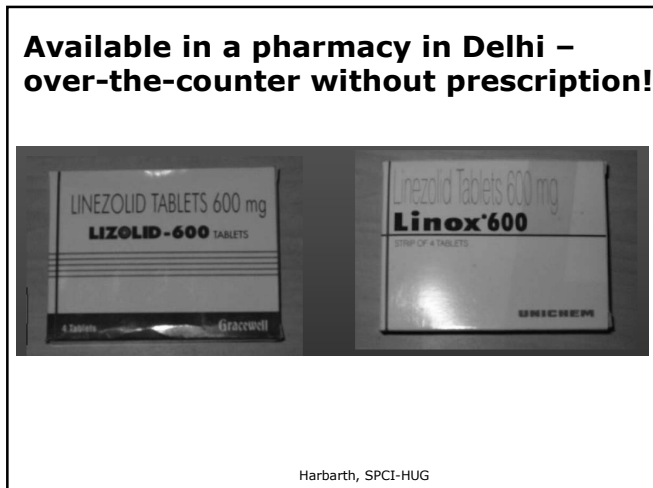 Available in a pharmacy in Delhi –
over-the-counter without prescription!
LINEZOLID TABLETS 600 mg
LIZOLID-600 TABLETS
4 Tablets
Gracewell
Linezolid Tablets 600 mg
Linox*600
STRIP OF 4 TABLETS
UNICHEM
Harbarth, SPCI-HUG